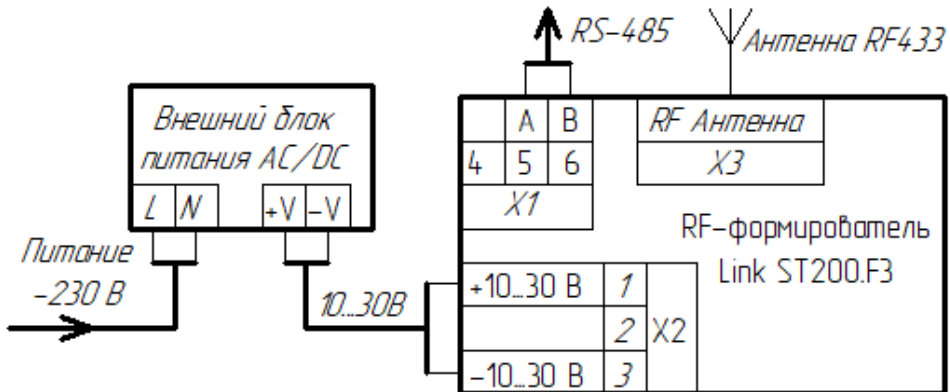 RS-485
Антенна RF433
Внешний блок
питания AC/DC
L N +V -V
Питание
~230 В
10...30В
A B
4 5 6
X1
RF Антенна
X3
RF-формирователь
Link ST200.F3
+10...30 В 1
2 X2
-10...30 В 3